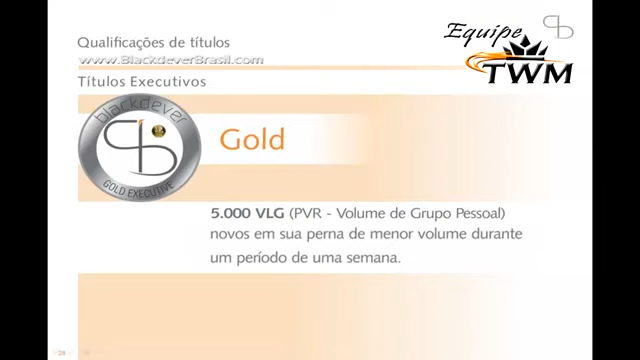 Qualificações de títulos
www.BlackdeverBrasil.com
Equipe
TWM
Títulos Executivos
blackdever
GOLD EXECUTIVE
Gold
5.000 VLG (PVR - Volume de Grupo Pessoal)
novos em sua perna de menor volume durante
um período de uma semana.
28